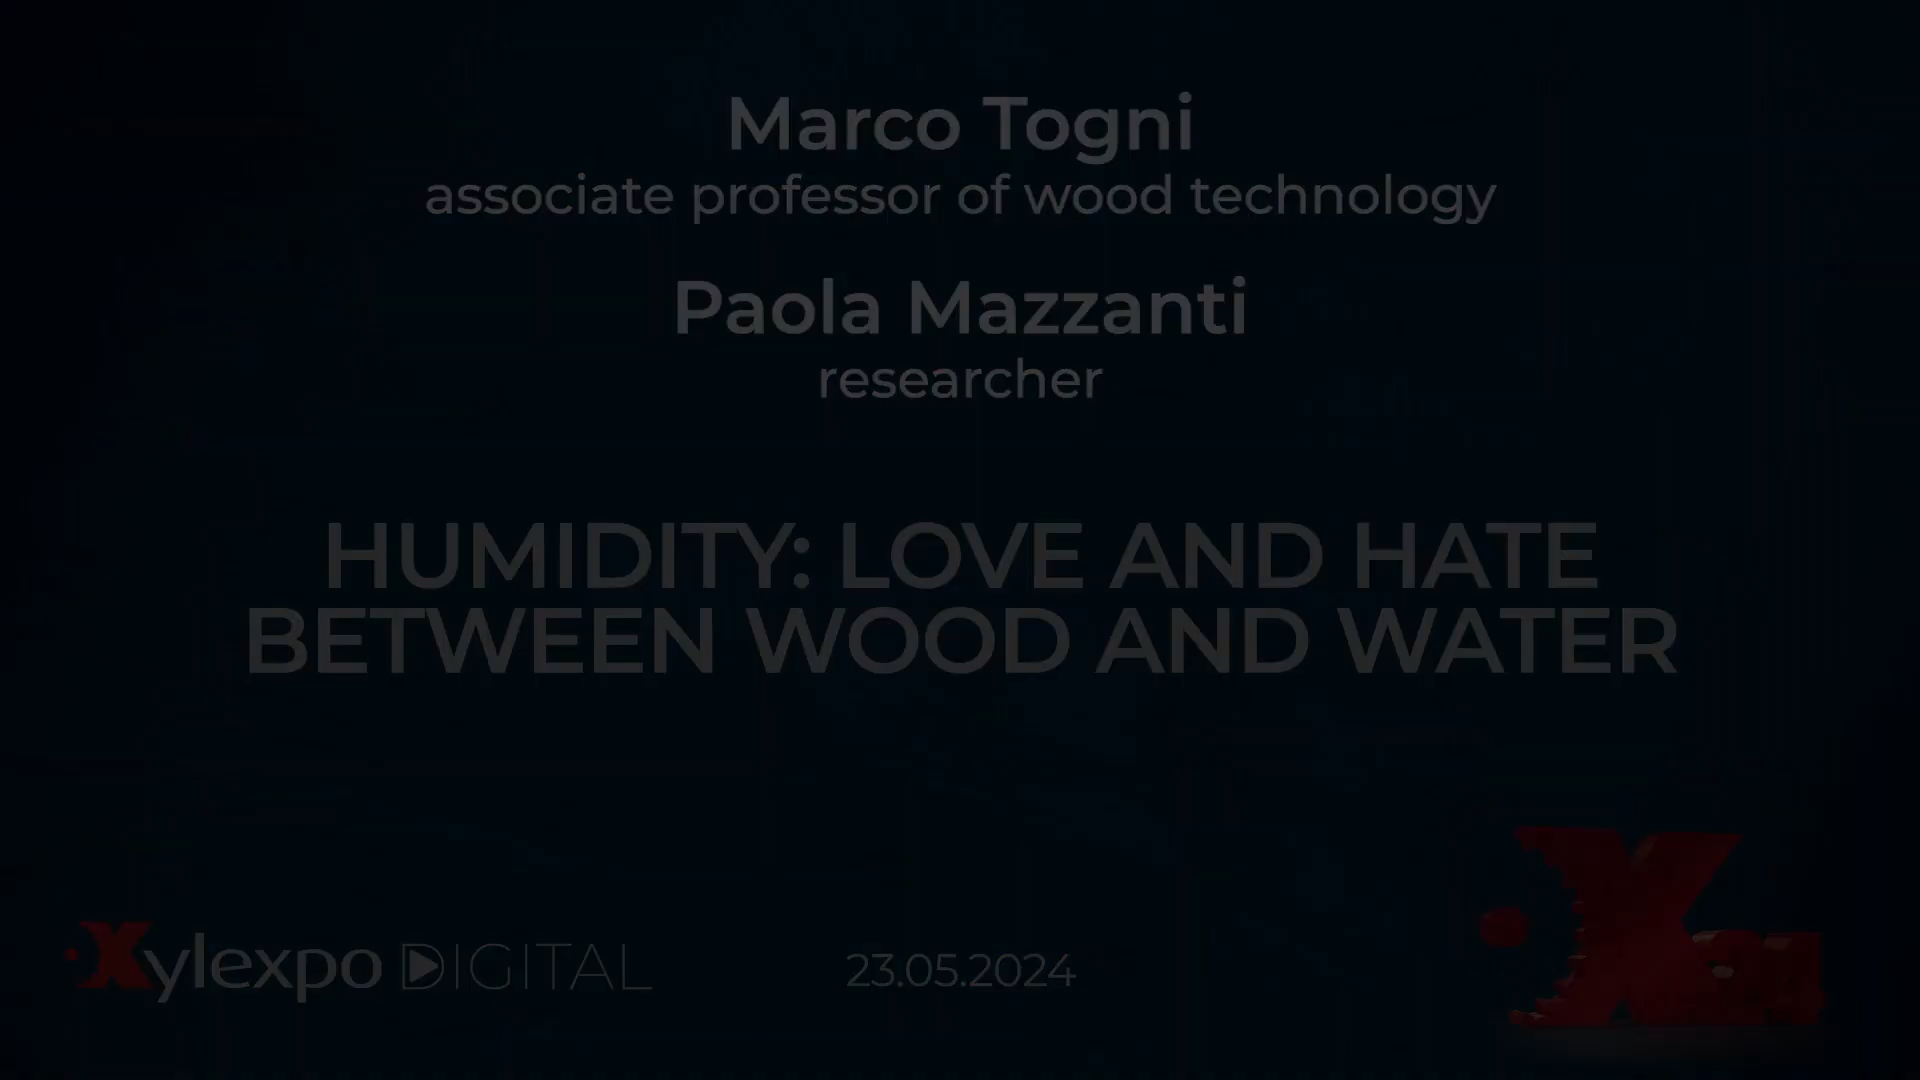 Marco Togni
associate professor of wood technology
Paola Mazzanti
researcher
HUMIDITY: LOVE AND HATE
BETWEEN WOOD AND WATER
Xylexpo DIGITAL
23.05.2024
X24